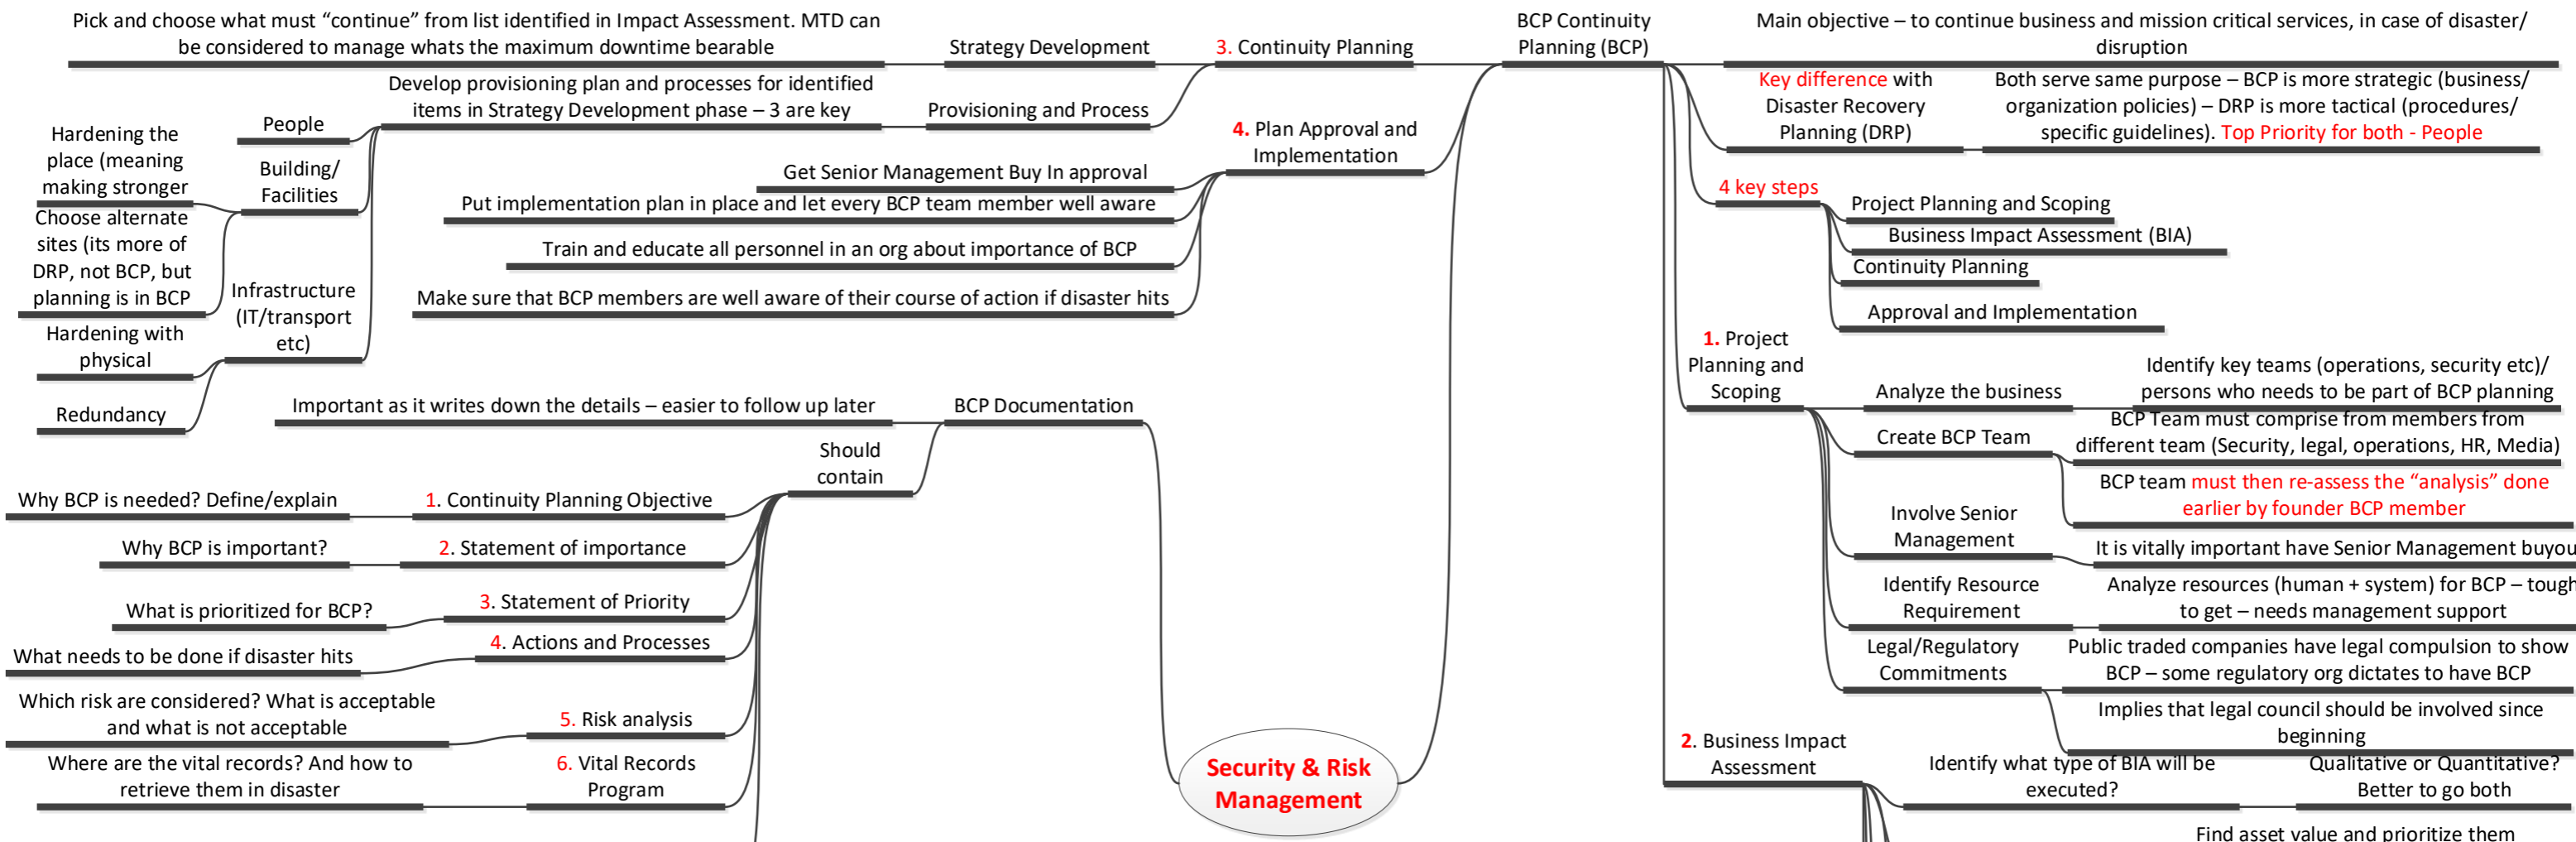 Pick and choose what must “continue” from list identified in Impact Assessment. MTD can
be considered to manage whats the maximum downtime bearable
Strategy Development
3. Continuity Planning
BCP Continuity
Planning (BCP)
Main objective – to continue business and mission critical services, in case of disaster/
disruption
Develop provisioning plan and processes for identified
items in Strategy Development phase – 3 are key
Provisioning and Process
People
Hardening the
place (meaning
making stronger
Building/
Facilities
Choose alternate
sites (its more of
DRP, not BCP, but
planning is in BCP
Infrastructure
(IT/transport
etc)
Hardening with
physical
Redundancy
4. Plan Approval and
Implementation
Get Senior Management Buy In approval
Put implementation plan in place and let every BCP team member well aware
Train and educate all personnel in an org about importance of BCP
Make sure that BCP members are well aware of their course of action if disaster hits
Key difference with
Disaster Recovery
Planning (DRP)
Both serve same purpose – BCP is more strategic (business/
organization policies) – DRP is more tactical (procedures/
specific guidelines). Top Priority for both - People
4 key steps
Project Planning and Scoping
Business Impact Assessment (BIA)
Continuity Planning
Approval and Implementation
1. Project
Planning and
Scoping
Analyze the business
Identify key teams (operations, security etc)/
persons who needs to be part of BCP planning
Create BCP Team
BCP Team must comprise from members from
different team (Security, legal, operations, HR, Media)
BCP team must then re-assess the “analysis” done
earlier by founder BCP member
Involve Senior
Management
It is vitally important have Senior Management buyou
Identify Resource
Requirement
Analyze resources (human + system) for BCP – tough
to get – needs management support
Legal/Regulatory
Commitments
Public traded companies have legal compulsion to show
BCP – some regulatory org dictates to have BCP
Implies that legal council should be involved since
beginning
2. Business Impact
Assessment
Identify what type of BIA will be
executed?
Qualitative or Quantitative?
Better to go both
Find asset value and prioritize them
Important as it writes down the details – easier to follow up later
BCP Documentation
Should
contain
Why BCP is needed? Define/explain
1. Continuity Planning Objective
Why BCP is important?
2. Statement of importance
What is prioritized for BCP?
3. Statement of Priority
What needs to be done if disaster hits
4. Actions and Processes
Which risk are considered? What is acceptable
and what is not acceptable
5. Risk analysis
Where are the vital records? And how to
retrieve them in disaster
6. Vital Records
Program
Security & Risk
Management